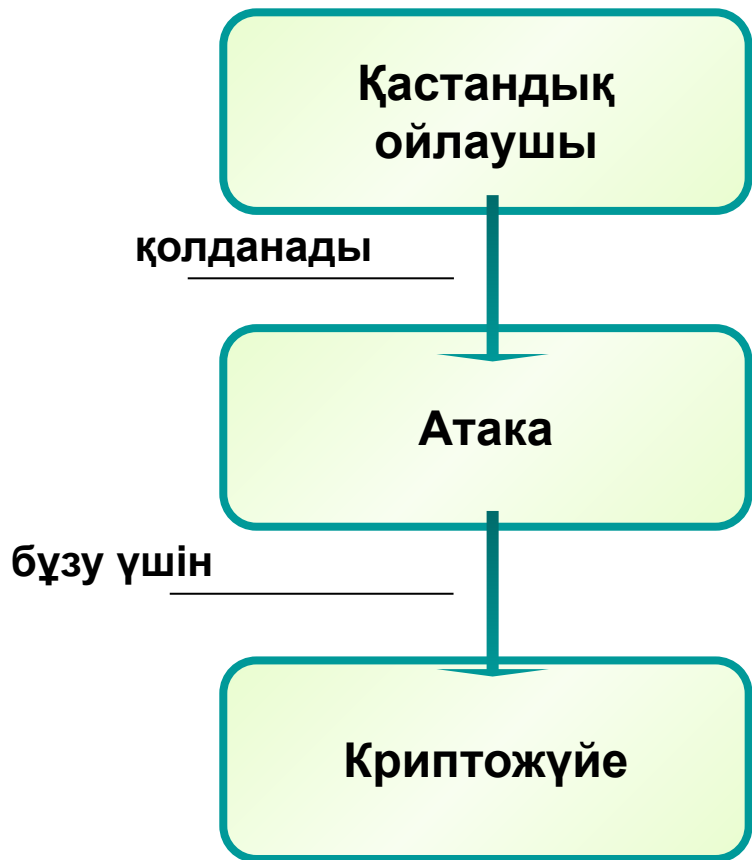 Қастандық
ойлаушы
қолданады
Атака
бұзу үшін
Криптожүйе